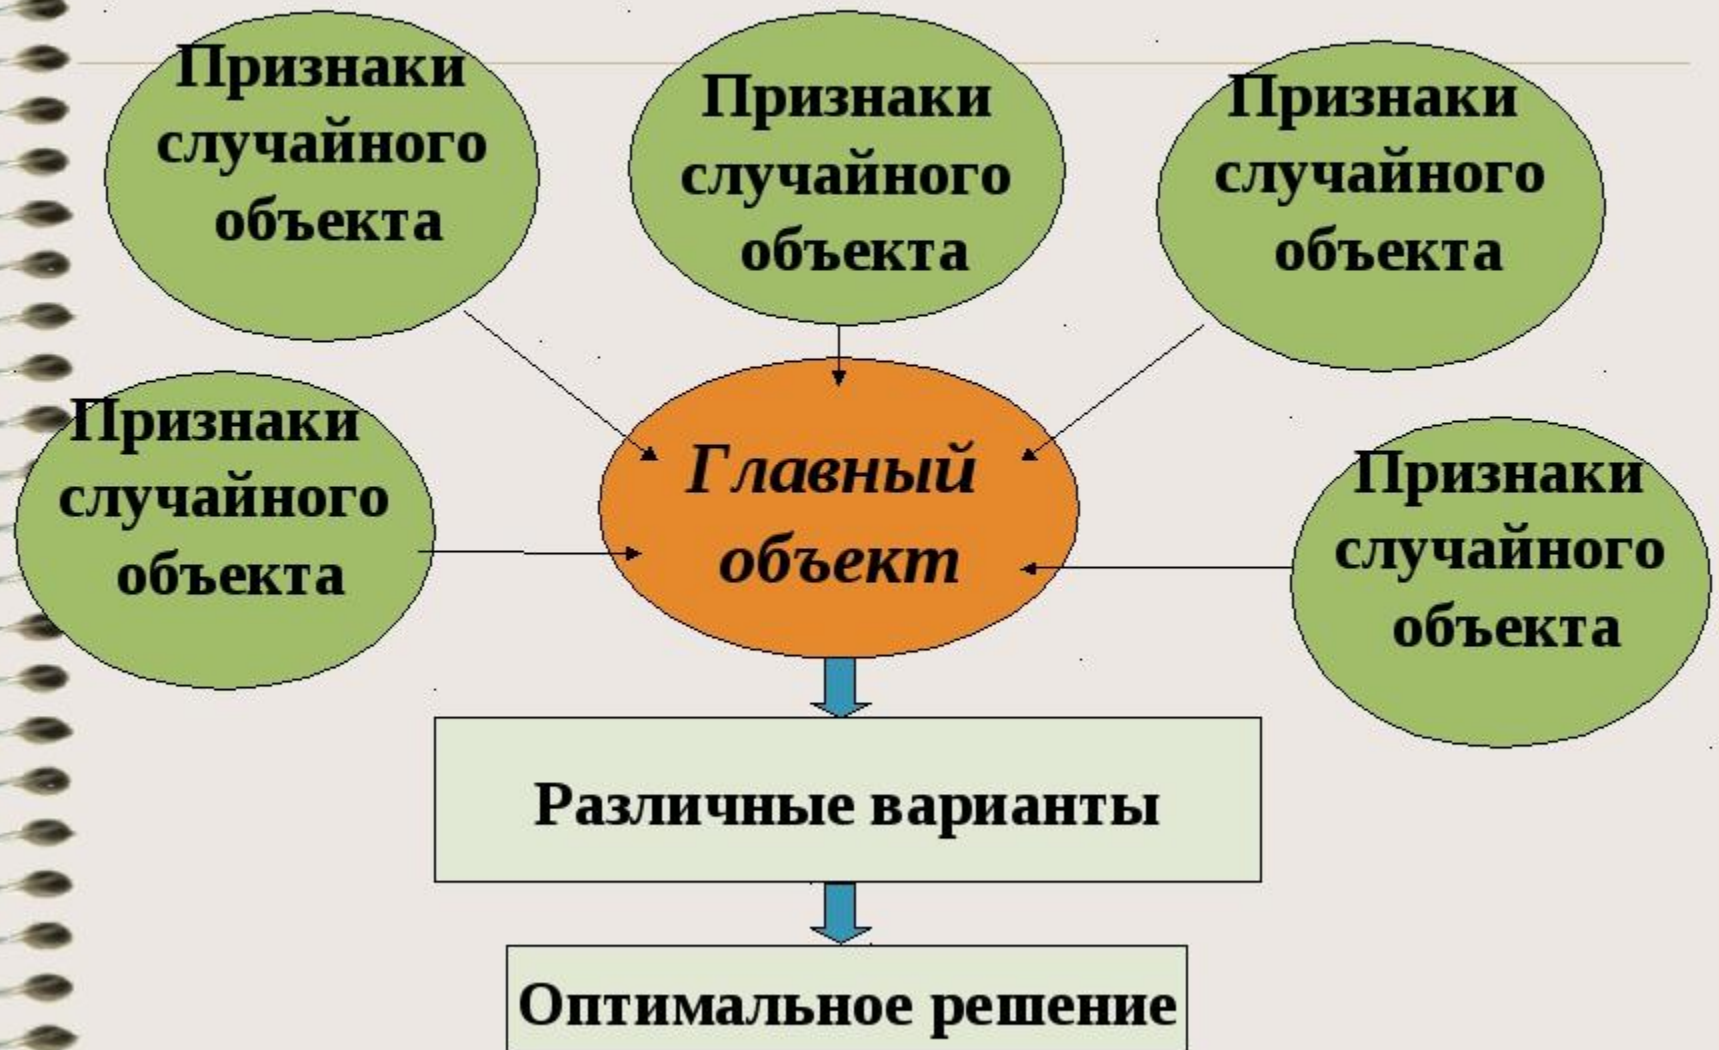 Признаки
случайного
объекта
Признаки
случайного
объекта
Признаки
случайного
объекта
Признаки
случайного
объекта
Главный
объект
Признаки
случайного
объекта
Различные варианты
Оптимальное решение